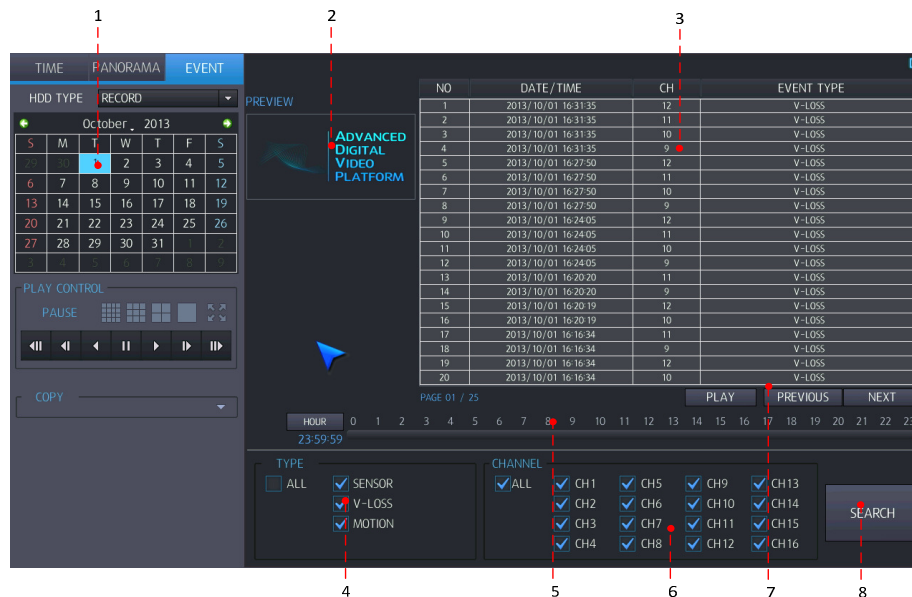 1 2 3
TIME PANORAMA EVENT
HDD TYPE RECORD
October 2013
S M T W T F S
29 30 1 2 3 4 5
6 7 8 9 10 11 12
13 14 15 16 17 18 19
20 21 22 23 24 25 26
27 28 29 30 31 1 2
3 4 5 6 7 8 9
PLAY CONTROL
PAUSE
COPY
PREVIEW
ADVANCED
DIGITAL
VIDEO
PLATFORM
NO DATE/TIME CH EVENT TYPE
1 2013/10/01 16:31:35 12 V-LOSS
2 2013/10/01 16:31:35 11 V-LOSS
3 2013/10/01 16:31:35 10 V-LOSS
4 2013/10/01 16:31:35 9 V-LOSS
5 2013/10/01 16:27:50 12 V-LOSS
6 2013/10/01 16:27:50 11 V-LOSS
7 2013/10/01 16:27:50 10 V-LOSS
8 2013/10/01 16:27:50 9 V-LOSS
9 2013/10/01 16:24:05 12 V-LOSS
10 2013/10/01 16:24:05 11 V-LOSS
11 2013/10/01 16:24:05 10 V-LOSS
12 2013/10/01 16:24:05 9 V-LOSS
13 2013/10/01 16:20:20 11 V-LOSS
14 2013/10/01 16:20:20 9 V-LOSS
15 2013/10/01 16:20:19 12 V-LOSS
16 2013/10/01 16:20:19 10 V-LOSS
17 2013/10/01 16:16:34 11 V-LOSS
18 2013/10/01 16:16:34 9 V-LOSS
19 2013/10/01 16:16:34 12 V-LOSS
20 2013/10/01 16:16:34 10 V-LOSS
PAGE 01 / 25 PLAY PREVIOUS NEXT
HOUR 0 1 2 3 4 5 6 7 8 9 10 11 12 13 14 15 16 17 18 19 20 21 22 23
23:59:59
TYPE
ALL SENSOR
V-LOSS
MOTION
CHANNEL
ALL CH1 CH5 CH9 CH13
CH2 CH6 CH10 CH14
CH3 CH7 CH11 CH15
CH4 CH8 CH12 CH16
SEARCH
4 5 6 7 8